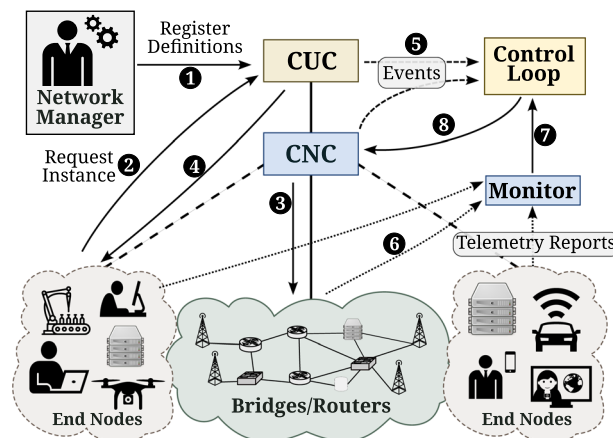 Register
Definitions
1
Network
Manager
CUC
5
Events
Control
Loop
Request
Instance
2
4
CNC
8
7
3
Monitor
6
Telemetry Reports
End Nodes
Bridges/Routers
End Nodes